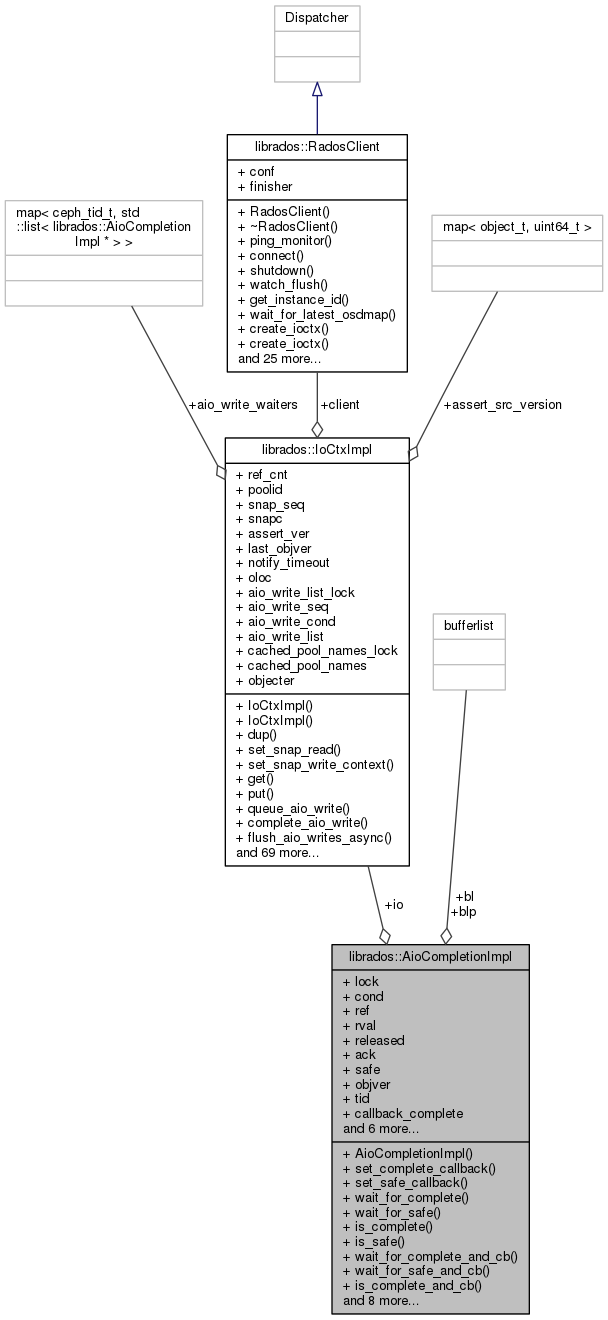 Dispatcher
librados::RadosClient
+ conf
+ finisher
+ RadosClient()
+ ~RadosClient()
+ ping_monitor()
+ connect()
+ shutdown()
+ watch_flush()
+ get_instance_id()
+ wait_for_latest_osdmap()
+ create_ioctx()
+ create_ioctx()
and 25 more...
map< ceph_tid_t, std
::list< librados::AioCompletion
Impl * > >
map< object_t, uint64_t >
+aio_write_waiters
+client
+assert_src_version
librados::IoCtxImpl
+ ref_cnt
+ poolid
+ snap_seq
+ snapc
+ assert_ver
+ last_objver
+ notify_timeout
+ oloc
+ aio_write_list_lock
+ aio_write_seq
+ aio_write_cond
+ aio_write_list
+ cached_pool_names_lock
+ cached_pool_names
+ objecter
+ IoCtxImpl()
+ IoCtxImpl()
+ dup()
+ set_snap_read()
+ set_snap_write_context()
+ get()
+ put()
+ queue_aio_write()
+ complete_aio_write()
+ flush_aio_writes_async()
and 69 more...
bufferlist
+io
+bl
+blp
librados::AioCompletionImpl
+ lock
+ cond
+ ref
+ rval
+ released
+ ack
+ safe
+ objver
+ tid
+ callback_complete
and 6 more...
+ AioCompletionImpl()
+ set_complete_callback()
+ set_safe_callback()
+ wait_for_complete()
+ wait_for_safe()
+ is_complete()
+ is_safe()
+ wait_for_complete_and_cb()
+ wait_for_safe_and_cb()
+ is_complete_and_cb()
and 8 more...